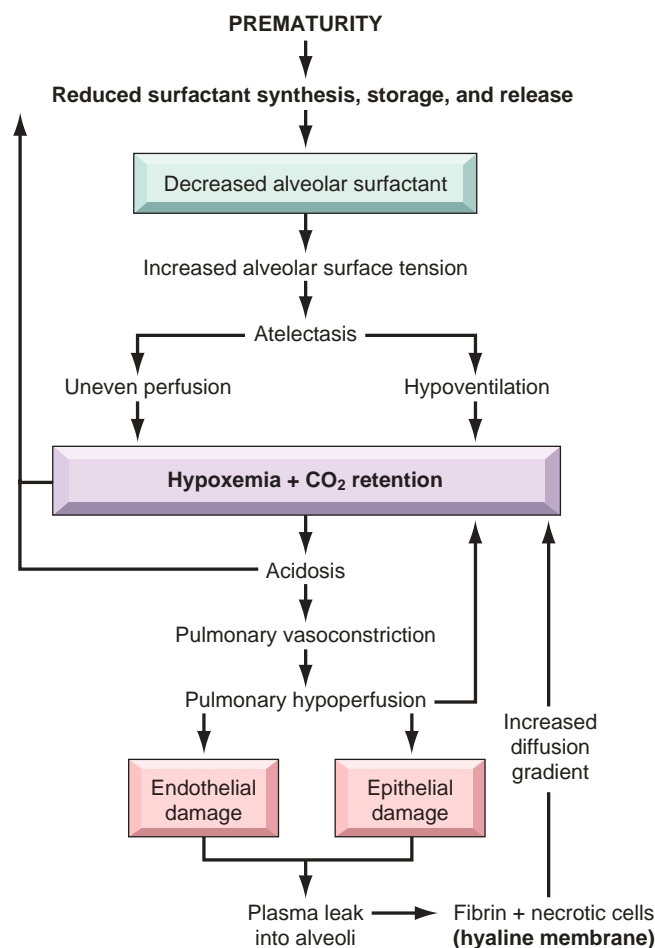 PREMATURITY
Reduced surfactant synthesis, storage, and release
Decreased alveolar surfactant
Increased alveolar surface tension
Atelectasis
Uneven perfusion
Hypoventilation
Hypoxemia + CO₂ retention
Acidosis
Pulmonary vasoconstriction
Pulmonary hypoperfusion
Increased
diffusion
gradient
Endothelial
damage
Epithelial
damage
Plasma leak
into alveoli
Fibrin + necrotic cells
(hyaline membrane)